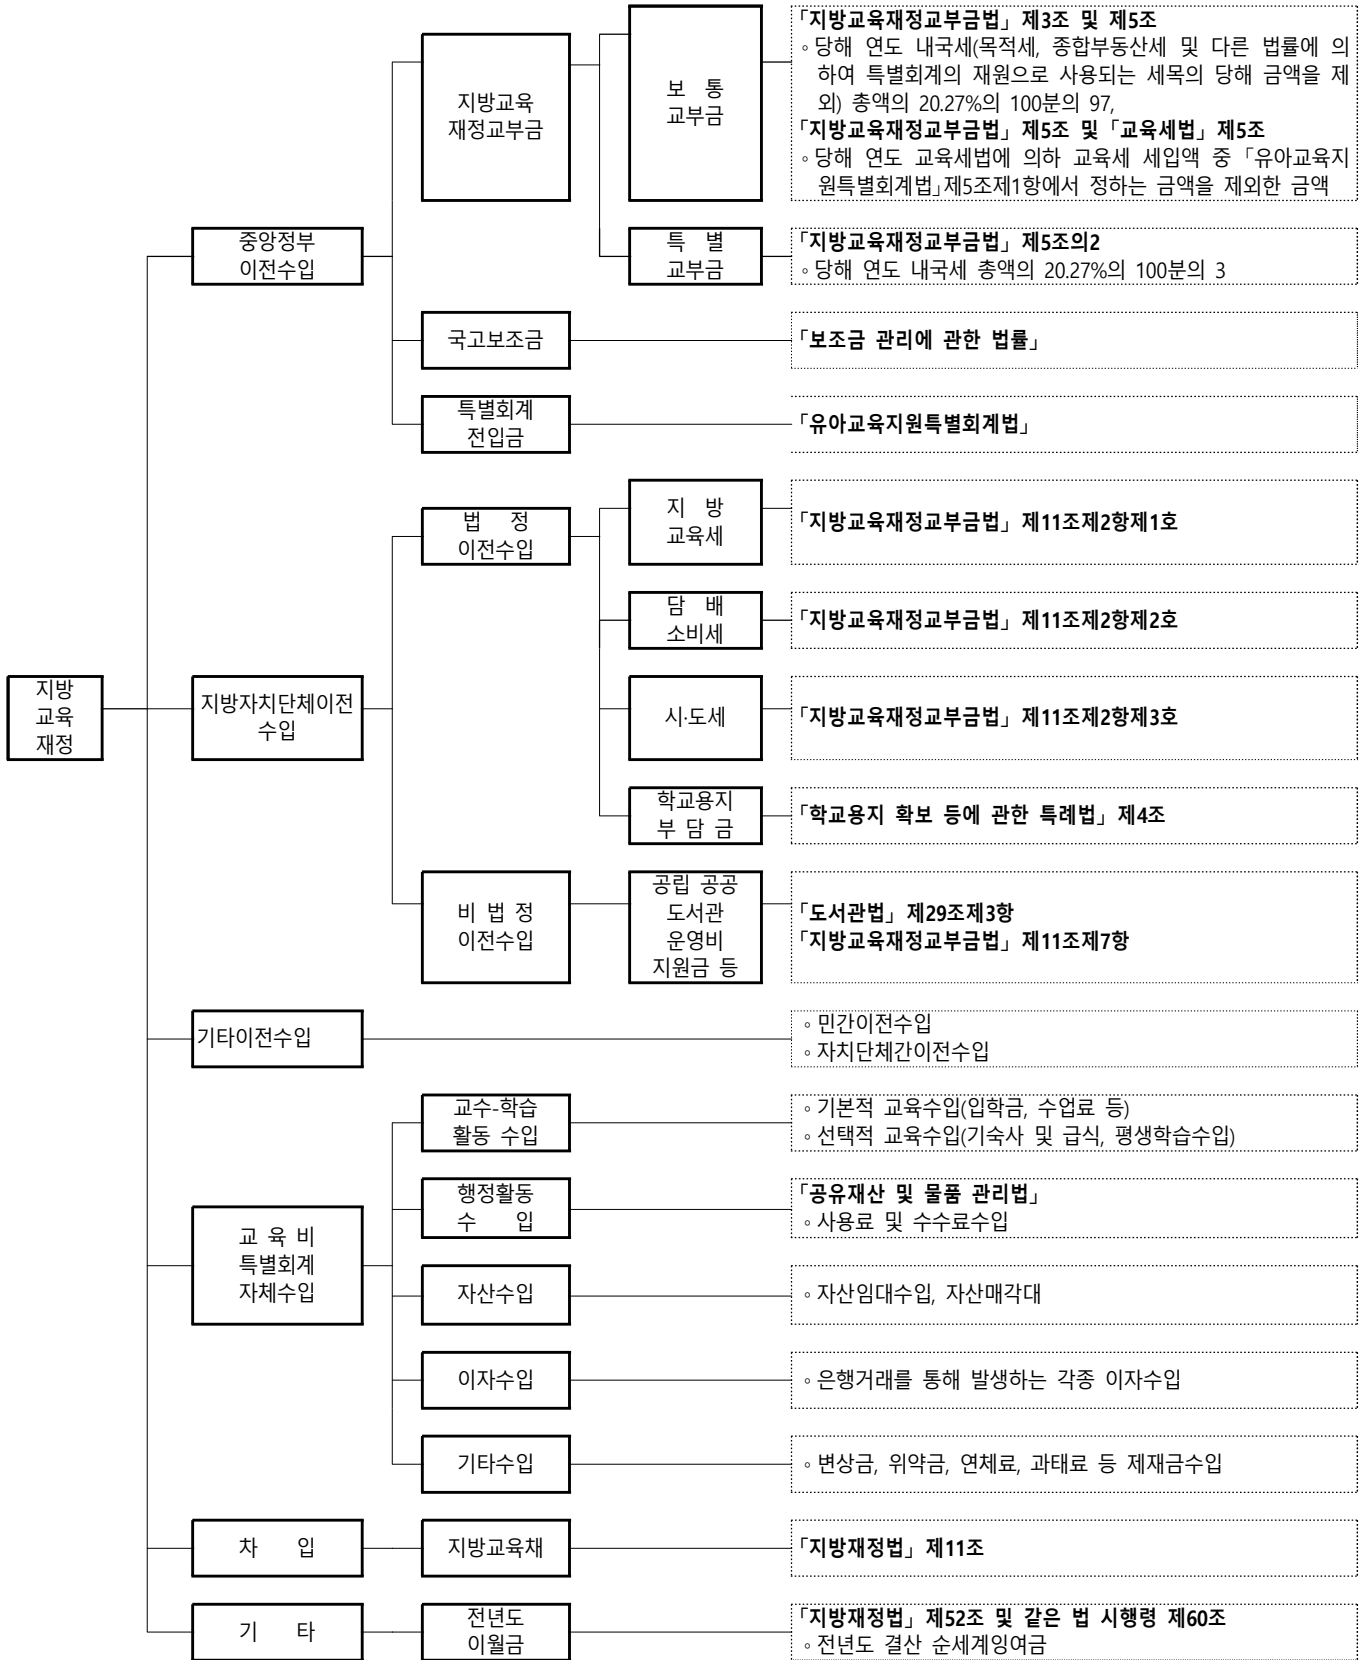 「지방교육재정교부금법」 제3조 및 제5조
◦당해 연도 내국세(목적세, 종합부동산세 및 다른 법률에 의
하여 특별회계의 재원으로 사용되는 세목의 당해 금액을 제
외) 총액의 20.27%의 100분의 97,
「지방교육재정교부금법」 제5조 및「교육세법」제5조
◦당해 연도 교육세법에 의하 교육세 세입액 중「유아교육지
원특별회계법」제5조제1항에서 정하는 금액을 제외한 금액
지방교육
재정교부금
보 통
교부금
중앙정부
이전수입
특 별
교부금
「지방교육재정교부금법」 제5조의2
◦당해 연도 내국세 총액의 20.27%의 100분의 3
국고보조금
「보조금 관리에 관한 법률」
특별회계
전입금
「유아교육지원특별회계법」
법 정
이전수입
지 방
교육세
「지방교육재정교부금법」 제11조제2항제1호
담 배
소비세
「지방교육재정교부금법」 제11조제2항제2호
지방
교육
재정
지방자치단체이전
수입
시·도세
「지방교육재정교부금법」 제11조제2항제3호
학교용지
부 담 금
「학교용지 확보 등에 관한 특례법」 제4조
비 법 정
이전수입
공립 공공
도서관
운영비
지원금 등
「도서관법」 제29조제3항
「지방교육재정교부금법」 제11조제7항
기타이전수입
◦민간이전수입
◦자치단체간이전수입
교수-학습
활동 수입
◦기본적 교육수입(입학금, 수업료 등)
◦선택적 교육수입(기숙사 및 급식, 평생학습수입)
행정활동
수 입
「공유재산 및 물품 관리법」
◦사용료 및 수수료수입
교 육 비
특별회계
자체수입
자산수입
◦자산임대수입, 자산매각대
이자수입
◦은행거래를 통해 발생하는 각종 이자수입
기타수입
◦변상금, 위약금, 연체료, 과태료 등 제재금수입
차 입
지방교육채
「지방재정법」 제11조
기 타
전년도
이월금
「지방재정법」 제52조 및 같은 법 시행령 제60조
◦전년도 결산 순세계잉여금